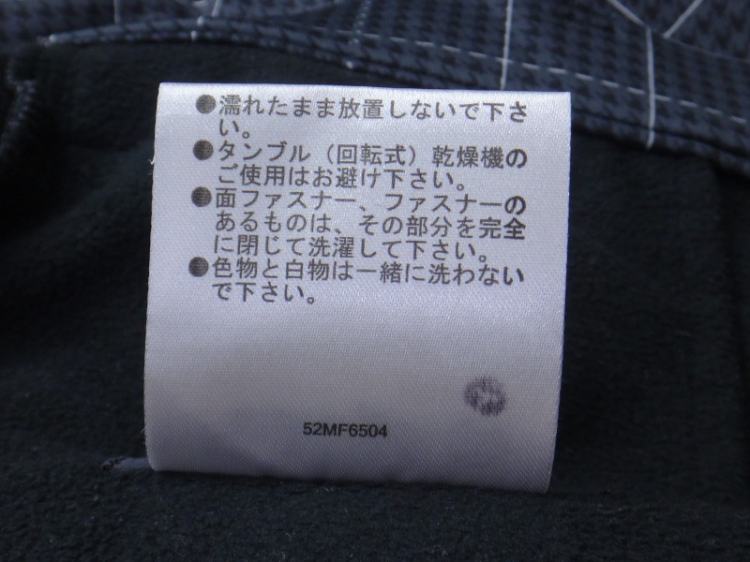 ●濡れたまま放置しないで下さ
い。
●タンブル（回転式）乾燥機の
ご使用はお避け下さい。
●面ファスナー、ファスナーの
あるものは、その部分を完全
に閉じて洗濯して下さい。
●色物と白物は一緒に洗わない
で下さい。
52MF6504